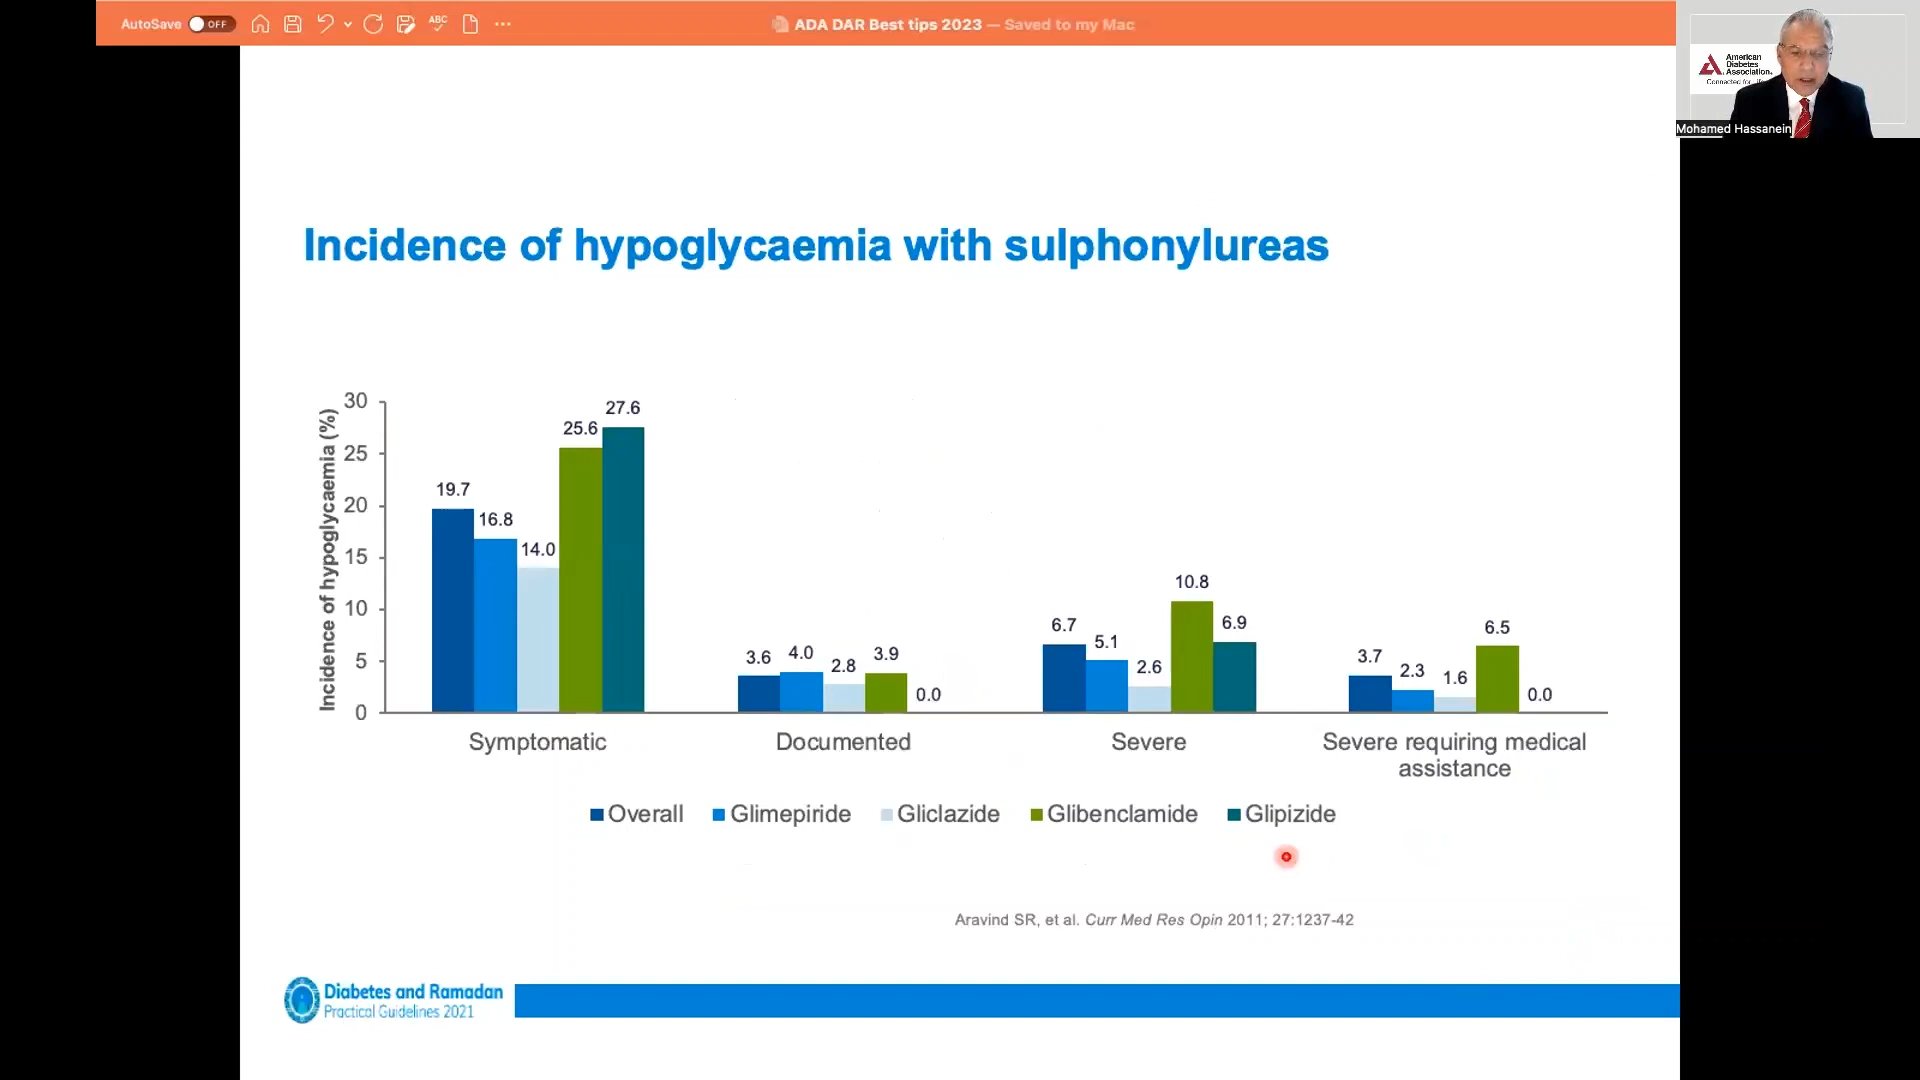 AutoSave OFF
ABC
ADA DAR Best tips 2023 — Saved to my Mac
American
Diabetes
Association.
Connected for Life
Mohamed Hassanein
Incidence of hypoglycaemia with sulphonylureas
Incidence of hypoglycaemia (%)
30
25
20
15
10
5
0
19.7
16.8
14.0
25.6
27.6
3.6
4.0
2.8
3.9
0.0
6.7
5.1
2.6
10.8
6.9
3.7
2.3
1.6
6.5
0.0
Symptomatic
Documented
Severe
Severe requiring medical
assistance
Overall Glimepiride Gliclazide Glibenclamide Glipizide
Aravind SR, et al. Curr Med Res Opin 2011; 27:1237-42
Diabetes and Ramadan
Practical Guidelines 2021